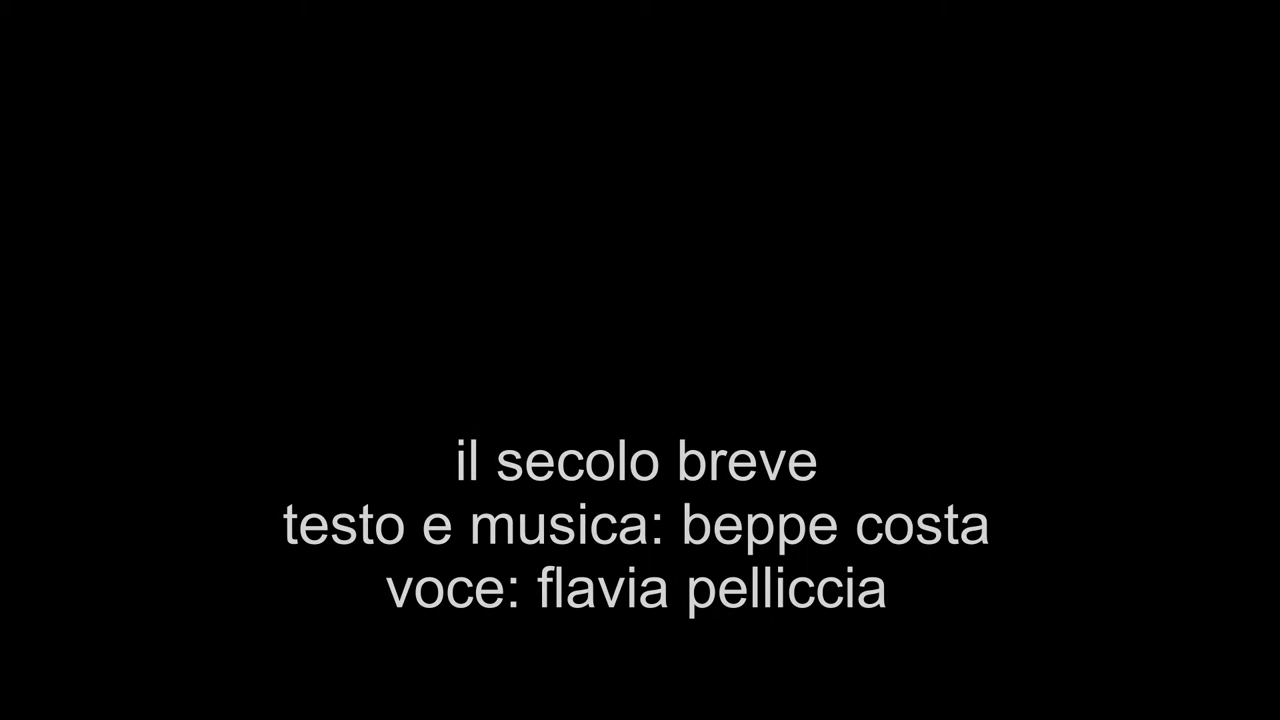 il secolo breve
testo e musica: beppe costa
voce: flavia pelliccia